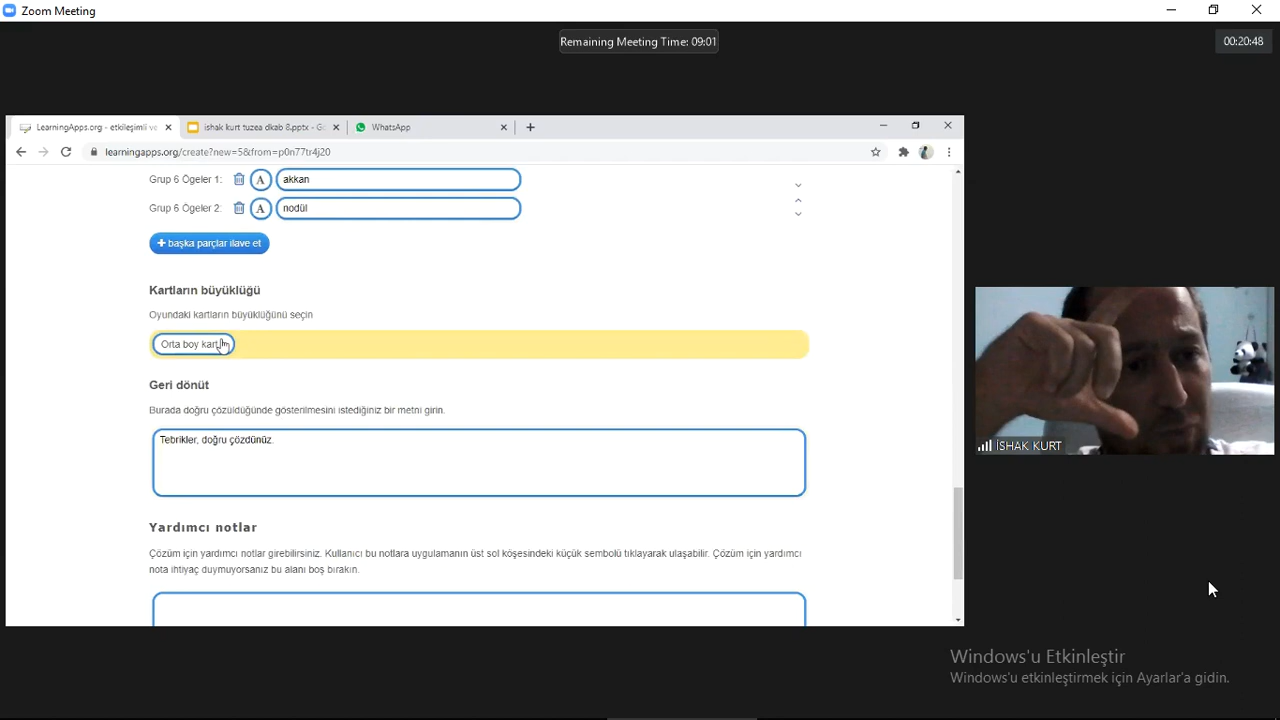 Zoom Meeting
Remaining Meeting Time: 09:01
00:20:48
LearningApps.org - etkileşimli ve
ishak kurt tuzea dkab 8.pptx - G
WhatsApp
learningapps.org/create?new=5&from=p0n77tr4j20
Grup 6 Ögeler 1:
A
akkan
Grup 6 Ögeler 2:
A
nodül
+ başka parçlar ilave et
Kartların büyüklüğü
Oyundaki kartların büyüklüğünü seçin
Orta boy kart
Geri dönüt
Burada doğru çözüldüğünde gösterilmesini istediğiniz bir metni girin.
Tebrikler, doğru çözdünüz.
Yardımcı notlar
Çözüm için yardımcı notlar girebilirsiniz. Kullanıcı bu notlara uygulamanın üst sol köşesindeki küçük sembolü tıklayarak ulaşabilir. Çözüm için yardımcı
nota ihtiyaç duymuyorsanız bu alanı boş bırakın.
İSHAK KURT
Windows'u Etkinleştir
Windows'u etkinleştirmek için Ayarlar'a gidin.